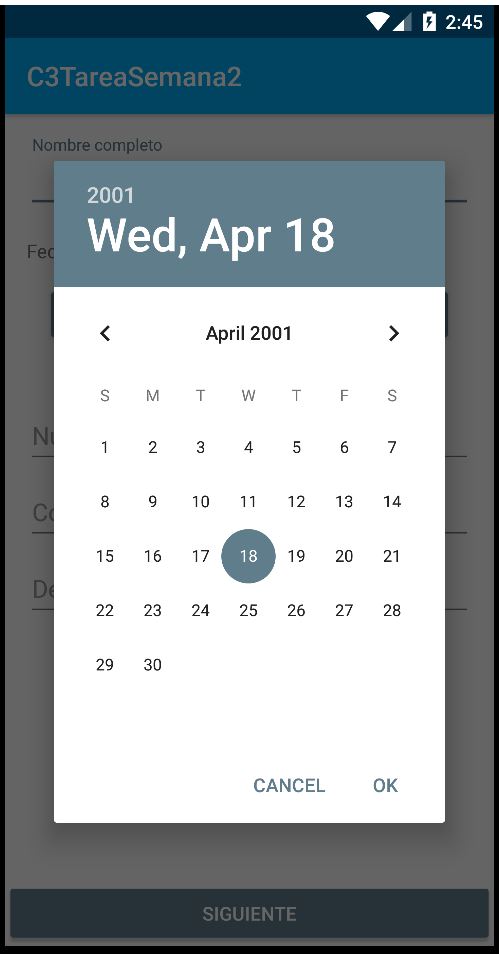 2:45
C3TareaSemana2
Nombre completo
2001
Wed, Apr 18
Fec
April 2001
S M T W T F S
1 2 3 4 5 6 7
Nu
8 9 10 11 12 13 14
Co
15 16 17 18 19 20 21
De
22 23 24 25 26 27 28
29 30
CANCEL OK
SIGUIENTE